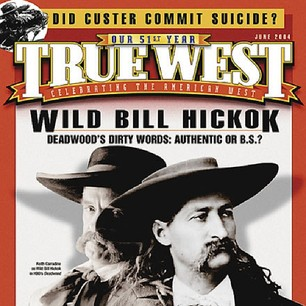 DID CUSTER COMMIT SUICIDE?
OUR 51ST YEAR
JUNE 2004
TRUE WEST
CELEBRATING THE AMERICAN WEST
WILD BILL HICKOK
DEADWOOD'S DIRTY WORDS: AUTHENTIC OR B.S.?
Keith Carradine
as Wild Bill Hickok
in HBO's Deadwood